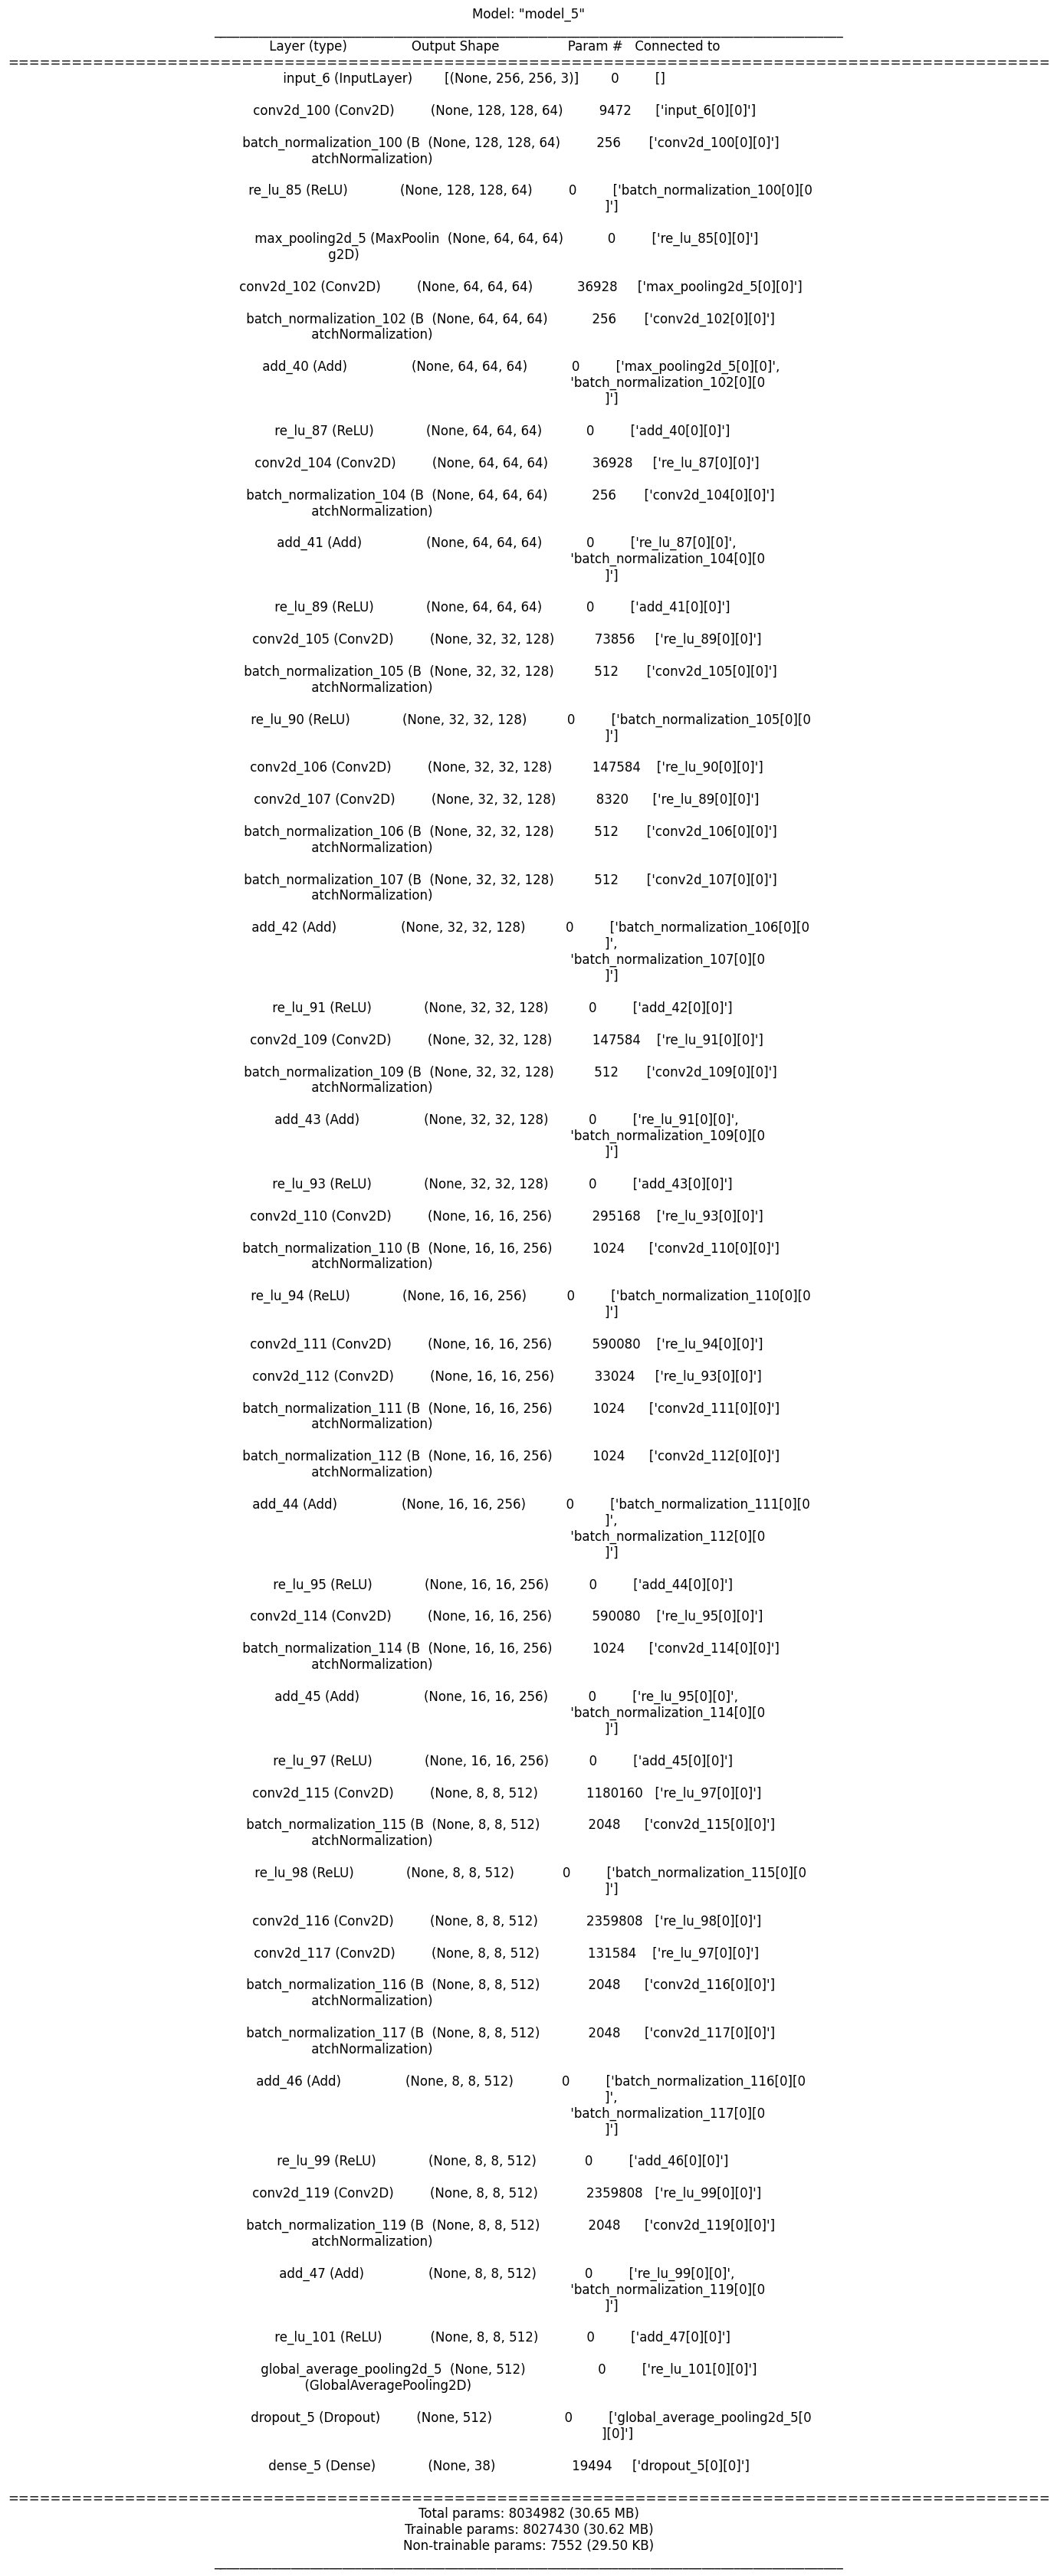 Model: "model_5"
Layer (type) Output Shape Param # Connected to
==================================================================================================
input_6 (InputLayer) [(None, 256, 256, 3)] 0 []
conv2d_100 (Conv2D) (None, 128, 128, 64) 9472 ['input_6[0][0]']
batch_normalization_100 (B (None, 128, 128, 64) 256 ['conv2d_100[0][0]']
atchNormalization)
re_lu_85 (ReLU) (None, 128, 128, 64) 0 ['batch_normalization_100[0][0
]']
max_pooling2d_5 (MaxPoolin (None, 64, 64, 64) 0 ['re_lu_85[0][0]']
g2D)
conv2d_102 (Conv2D) (None, 64, 64, 64) 36928 ['max_pooling2d_5[0][0]']
batch_normalization_102 (B (None, 64, 64, 64) 256 ['conv2d_102[0][0]']
atchNormalization)
add_40 (Add) (None, 64, 64, 64) 0 ['max_pooling2d_5[0][0]',
'batch_normalization_102[0][0
]']
re_lu_87 (ReLU) (None, 64, 64, 64) 0 ['add_40[0][0]']
conv2d_104 (Conv2D) (None, 64, 64, 64) 36928 ['re_lu_87[0][0]']
batch_normalization_104 (B (None, 64, 64, 64) 256 ['conv2d_104[0][0]']
atchNormalization)
add_41 (Add) (None, 64, 64, 64) 0 ['re_lu_87[0][0]',
'batch_normalization_104[0][0
]']
re_lu_89 (ReLU) (None, 64, 64, 64) 0 ['add_41[0][0]']
conv2d_105 (Conv2D) (None, 32, 32, 128) 73856 ['re_lu_89[0][0]']
batch_normalization_105 (B (None, 32, 32, 128) 512 ['conv2d_105[0][0]']
atchNormalization)
re_lu_90 (ReLU) (None, 32, 32, 128) 0 ['batch_normalization_105[0][0
]']
conv2d_106 (Conv2D) (None, 32, 32, 128) 147584 ['re_lu_90[0][0]']
conv2d_107 (Conv2D) (None, 32, 32, 128) 8320 ['re_lu_89[0][0]']
batch_normalization_106 (B (None, 32, 32, 128) 512 ['conv2d_106[0][0]']
atchNormalization)
batch_normalization_107 (B (None, 32, 32, 128) 512 ['conv2d_107[0][0]']
atchNormalization)
add_42 (Add) (None, 32, 32, 128) 0 ['batch_normalization_106[0][0
]',
'batch_normalization_107[0][0
]']
re_lu_91 (ReLU) (None, 32, 32, 128) 0 ['add_42[0][0]']
conv2d_109 (Conv2D) (None, 32, 32, 128) 147584 ['re_lu_91[0][0]']
batch_normalization_109 (B (None, 32, 32, 128) 512 ['conv2d_109[0][0]']
atchNormalization)
add_43 (Add) (None, 32, 32, 128) 0 ['re_lu_91[0][0]',
'batch_normalization_109[0][0
]']
re_lu_93 (ReLU) (None, 32, 32, 128) 0 ['add_43[0][0]']
conv2d_110 (Conv2D) (None, 16, 16, 256) 295168 ['re_lu_93[0][0]']
batch_normalization_110 (B (None, 16, 16, 256) 1024 ['conv2d_110[0][0]']
atchNormalization)
re_lu_94 (ReLU) (None, 16, 16, 256) 0 ['batch_normalization_110[0][0
]']
conv2d_111 (Conv2D) (None, 16, 16, 256) 590080 ['re_lu_94[0][0]']
conv2d_112 (Conv2D) (None, 16, 16, 256) 33024 ['re_lu_93[0][0]']
batch_normalization_111 (B (None, 16, 16, 256) 1024 ['conv2d_111[0][0]']
atchNormalization)
batch_normalization_112 (B (None, 16, 16, 256) 1024 ['conv2d_112[0][0]']
atchNormalization)
add_44 (Add) (None, 16, 16, 256) 0 ['batch_normalization_111[0][0
]',
'batch_normalization_112[0][0
]']
re_lu_95 (ReLU) (None, 16, 16, 256) 0 ['add_44[0][0]']
conv2d_114 (Conv2D) (None, 16, 16, 256) 590080 ['re_lu_95[0][0]']
batch_normalization_114 (B (None, 16, 16, 256) 1024 ['conv2d_114[0][0]']
atchNormalization)
add_45 (Add) (None, 16, 16, 256) 0 ['re_lu_95[0][0]',
'batch_normalization_114[0][0
]']
re_lu_97 (ReLU) (None, 16, 16, 256) 0 ['add_45[0][0]']
conv2d_115 (Conv2D) (None, 8, 8, 512) 1180160 ['re_lu_97[0][0]']
batch_normalization_115 (B (None, 8, 8, 512) 2048 ['conv2d_115[0][0]']
atchNormalization)
re_lu_98 (ReLU) (None, 8, 8, 512) 0 ['batch_normalization_115[0][0
]']
conv2d_116 (Conv2D) (None, 8, 8, 512) 2359808 ['re_lu_98[0][0]']
conv2d_117 (Conv2D) (None, 8, 8, 512) 131584 ['re_lu_97[0][0]']
batch_normalization_116 (B (None, 8, 8, 512) 2048 ['conv2d_116[0][0]']
atchNormalization)
batch_normalization_117 (B (None, 8, 8, 512) 2048 ['conv2d_117[0][0]']
atchNormalization)
add_46 (Add) (None, 8, 8, 512) 0 ['batch_normalization_116[0][0
]',
'batch_normalization_117[0][0
]']
re_lu_99 (ReLU) (None, 8, 8, 512) 0 ['add_46[0][0]']
conv2d_119 (Conv2D) (None, 8, 8, 512) 2359808 ['re_lu_99[0][0]']
batch_normalization_119 (B (None, 8, 8, 512) 2048 ['conv2d_119[0][0]']
atchNormalization)
add_47 (Add) (None, 8, 8, 512) 0 ['re_lu_99[0][0]',
'batch_normalization_119[0][0
]']
re_lu_101 (ReLU) (None, 8, 8, 512) 0 ['add_47[0][0]']
global_average_pooling2d_5 (None, 512) 0 ['re_lu_101[0][0]']
(GlobalAveragePooling2D)
dropout_5 (Dropout) (None, 512) 0 ['global_average_pooling2d_5[0
][0]']
dense_5 (Dense) (None, 38) 19494 ['dropout_5[0][0]']
==================================================================================================
Total params: 8034982 (30.65 MB)
Trainable params: 8027430 (30.62 MB)
Non-trainable params: 7552 (29.50 KB)